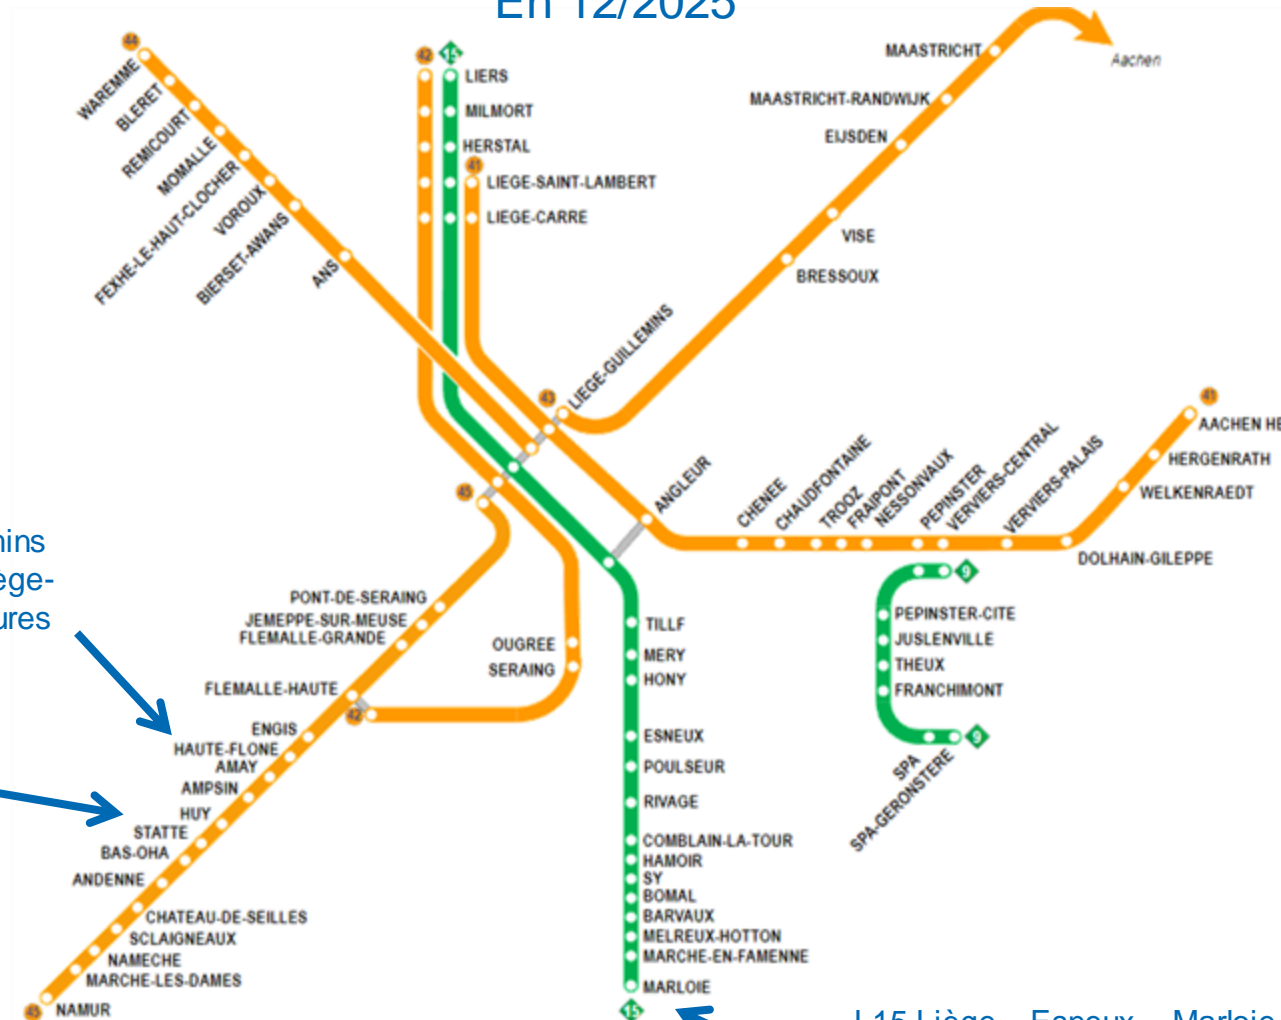 En 12/2025
44
WAREMME
BLERET
REMICOURT
MOMALLE
FEXHE-LE-HAUT-CLOCHER
VOROUX
BIERSET-AWANS
ANS
42
15
LIERS
MILMORT
HERSTAL
41
LIEGE-SAINT-LAMBERT
LIEGE-CARRE
MAASTRICHT
Aachen
MAASTRICHT-RANDWIJK
EIJSDEN
VISE
BRESSOUX
43
LIEGE-GUILLEMINS
45
ANGLEUR
CHENEE
CHAUDFONTAINE
TROOZ
FRAIPONT
NESSONVAUX
PEPINSTER
VERVIERS-CENTRAL
VERVIERS-PALAIS
DOLHAIN-GILEPPE
41
AACHEN HE
HERGENRATH
WELKENRAEDT
9
PEPINSTER-CITE
JUSLENVILLE
THEUX
FRANCHIMONT
9
SPA
SPA-GERONSTERE
PONT-DE-SERAING
JEMEPPE-SUR-MEUSE
FLEMALLE-GRANDE
OUGREE
SERAING
FLEMALLE-HAUTE
42
ENGIS
HAUTE-FLONE
AMAY
AMPSIN
HUY
STATTE
BAS-OHA
ANDENNE
CHATEAU-DE-SEILLES
SCLAIGNEAUX
NAMECHE
MARCHE-LES-DAMES
45
NAMUR
TILLF
MERY
HONY
ESNEUX
POULSEUR
RIVAGE
COMBLAIN-LA-TOUR
HAMOIR
SY
BOMAL
BARVAUX
MELREUX-HOTTON
MARCHE-EN-FAMENNE
MARLOIE
15
L15 Liège – Esneux – Marloie